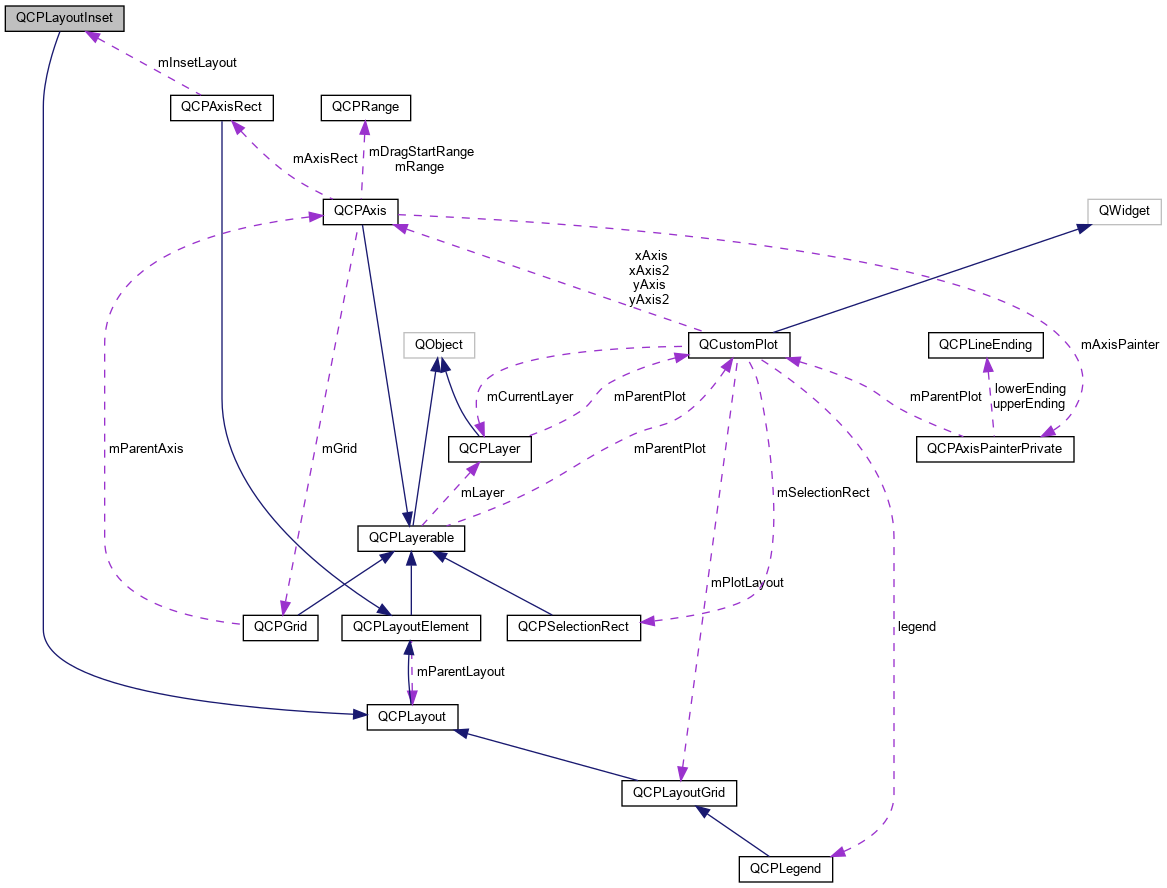 QCPLayoutInset
mInsetLayout
QCPAxisRect
QCPRange
mAxisRect
mDragStartRange
mRange
QCPAxis
QWidget
xAxis
xAxis2
yAxis
yAxis2
QObject
QCustomPlot
QCPLineEnding
mAxisPainter
mCurrentLayer
mParentPlot
mParentPlot
lowerEnding
upperEnding
mParentAxis
mGrid
QCPLayer
mParentPlot
QCPAxisPainterPrivate
mLayer
mSelectionRect
QCPLayerable
mPlotLayout
QCPGrid
QCPLayoutElement
QCPSelectionRect
legend
mParentLayout
QCPLayout
QCPLayoutGrid
QCPLegend